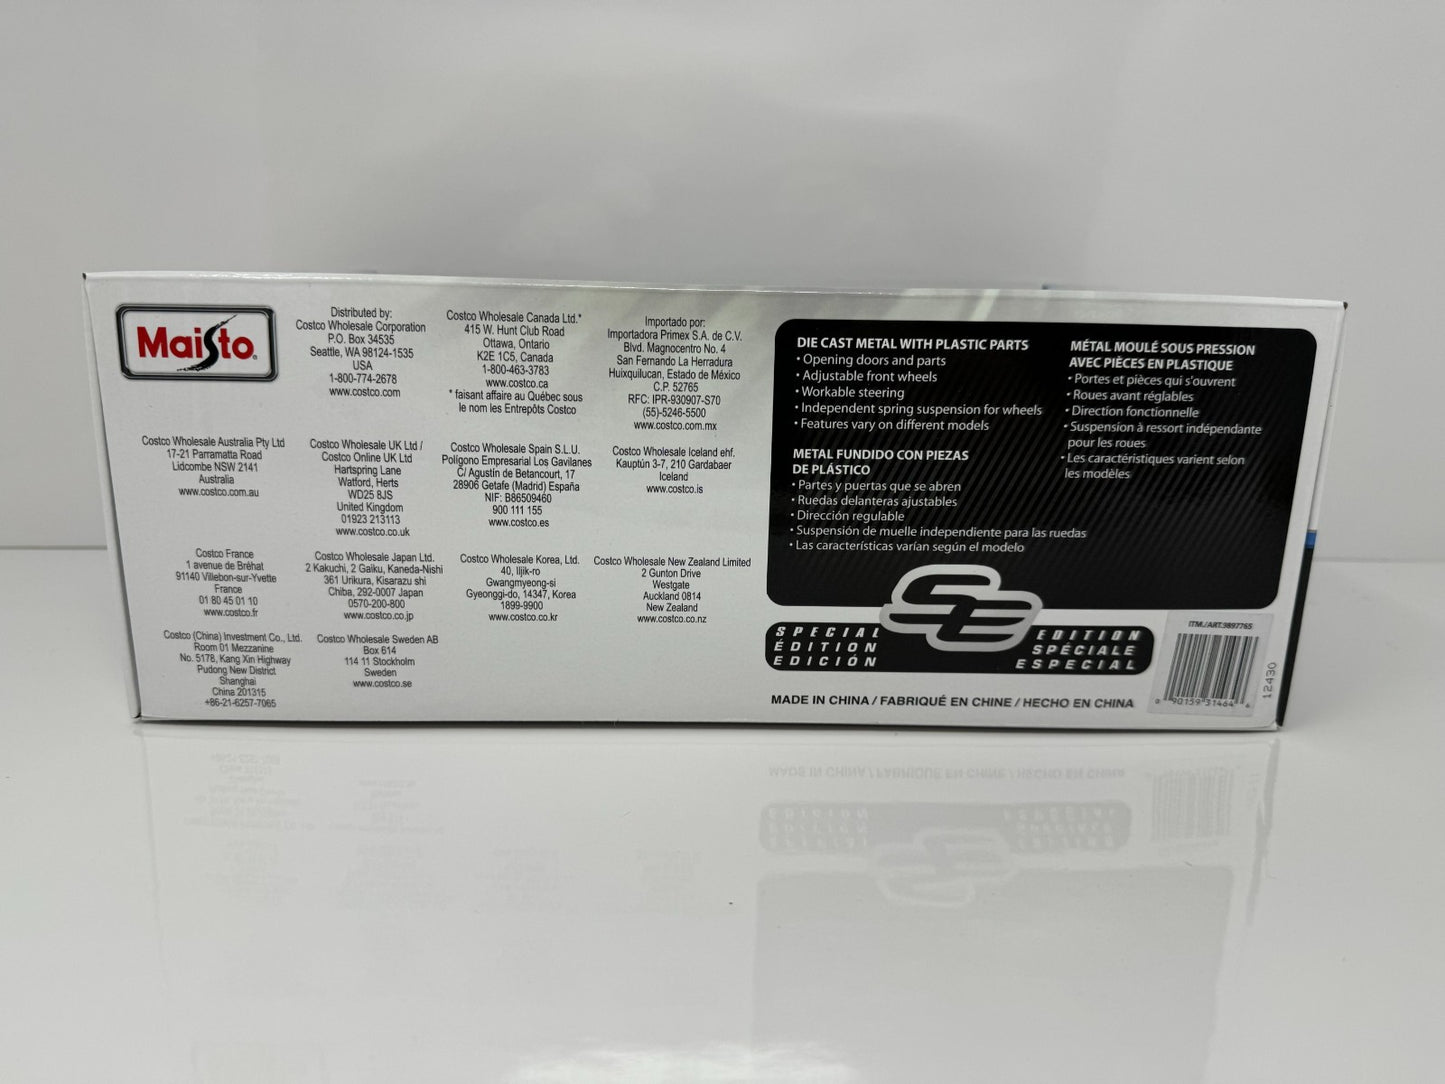 Maisto
Distributed by:
Costco Wholesale Corporation
P.O. Box 34535
Seattle, WA 98124-1535
USA
1-800-774-2678
www.costco.com
Costco Wholesale Canada Ltd.*
415 W. Hunt Club Road
Ottawa, Ontario
K2E 1C5, Canada
1-800-463-3783
www.costco.ca
* faisant affaire au Québec sous
le nom les Entrepôts Costco
Importado por:
Importadora Primex S.A. de C.V.
Blvd. Magnocentro No. 4
San Fernando La Herradura
Huixquilucan, Estado de México
C.P. 52765
RFC: IPR-930907-S70
(55)-5246-5500
www.costco.com.mx
Costco Wholesale Australia Pty Ltd
17-21 Parramatta Road
Lidcombe NSW 2141
Australia
www.costco.com.au
Costco Wholesale UK Ltd /
Costco Online UK Ltd
Hartspring Lane
Watford, Herts
WD25 8JS
United Kingdom
01923 213113
www.costco.co.uk
Costco Wholesale Spain S.L.U.
Polígono Empresarial Los Gavilanes
C/ Agustín de Betancourt, 17
28906 Getafe (Madrid) España
NIF: B86509460
900 111 155
www.costco.es
Costco Wholesale Iceland ehf.
Kauptún 3-7, 210 Gardabaer
Iceland
www.costco.is
Costco France
1 avenue de Bréhat
91140 Villebon-sur-Yvette
France
01 80 45 01 10
www.costco.fr
Costco Wholesale Japan Ltd.
2 Kakuchi, 2 Gaiku, Kaneda-Nishi
361 Urikura, Kisarazu shi
Chiba, 292-0007 Japan
0570-200-800
www.costco.co.jp
Costco Wholesale Korea, Ltd.
40, Iljik-ro
Gwangmyeong-si
Gyeonggi-do, 14347, Korea
1899-9900
www.costco.co.kr
Costco Wholesale New Zealand Limited
2 Gunton Drive
Westgate
Auckland 0814
New Zealand
www.costco.co.nz
Costco (China) Investment Co., Ltd.
Room 01 Mezzanine
No. 5178, Kang Xin Highway
Pudong New District
Shanghai
China 201315
+86-21-6257-7065
Costco Wholesale Sweden AB
Box 614
114 11 Stockholm
Sweden
www.costco.se
DIE CAST METAL WITH PLASTIC PARTS
• Opening doors and parts
• Adjustable front wheels
• Workable steering
• Independent spring suspension for wheels
• Features vary on different models
METAL FUNDIDO CON PIEZAS
DE PLÁSTICO
• Partes y puertas que se abren
• Ruedas delanteras ajustables
• Dirección regulable
• Suspensión de muelle independiente para las ruedas
• Las características varían según el modelo
MÉTAL MOULÉ SOUS PRESSION
AVEC PIÈCES EN PLASTIQUE
• Portes et pièces qui s'ouvrent
• Roues avant réglables
• Direction fonctionnelle
• Suspension à ressort indépendante
pour les roues
• Les caractéristiques varient selon
les modèles
SE
SPECIAL EDITION
ÉDITION SPÉCIALE
EDICIÓN ESPECIAL
MADE IN CHINA / FABRIQUÉ EN CHINE / HECHO EN CHINA
ITM./ART.9897765
0 90159 31464 6
12430